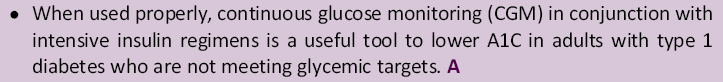 • When used properly, continuous glucose monitoring (CGM) in conjunction with
intensive insulin regimens is a useful tool to lower A1C in adults with type 1
diabetes who are not meeting glycemic targets. A